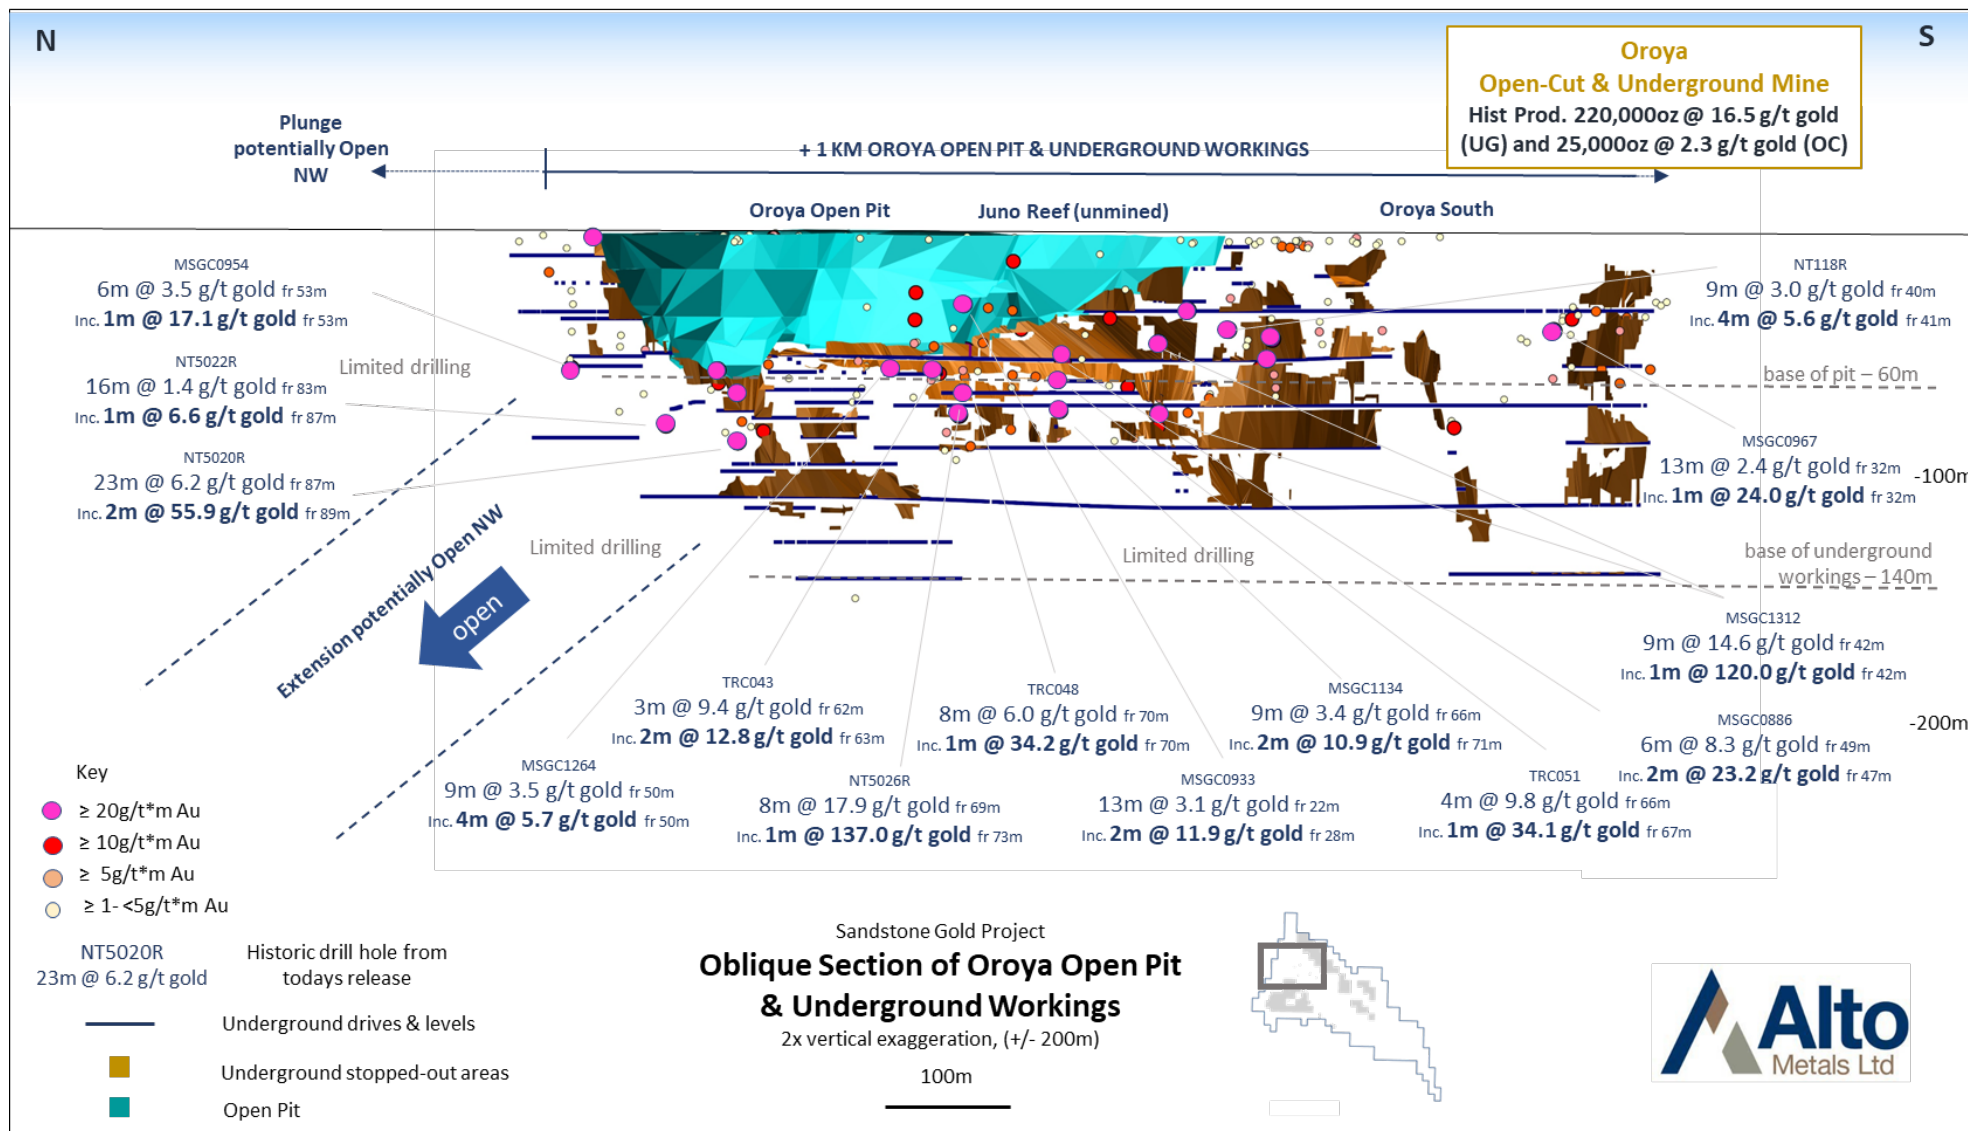 N
S
Oroya
Open-Cut & Underground Mine
Hist Prod. 220,000oz @ 16.5 g/t gold
(UG) and 25,000oz @ 2.3 g/t gold (OC)
Plunge
potentially Open
NW
+ 1 KM OROYA OPEN PIT & UNDERGROUND WORKINGS
Oroya Open Pit
Juno Reef (unmined)
Oroya South
MSGC0954
6m @ 3.5 g/t gold fr 53m
Inc. 1m @ 17.1 g/t gold fr 53m
NT5022R
16m @ 1.4 g/t gold fr 83m
Inc. 1m @ 6.6 g/t gold fr 87m
NT5020R
23m @ 6.2 g/t gold fr 87m
Inc. 2m @ 55.9 g/t gold fr 89m
Limited drilling
NT118R
9m @ 3.0 g/t gold fr 40m
Inc. 4m @ 5.6 g/t gold fr 41m
base of pit – 60m
MSGC0967
13m @ 2.4 g/t gold fr 32m
Inc. 1m @ 24.0 g/t gold fr 32m
-100m
Limited drilling
Limited drilling
base of underground
workings – 140m
Extension potentially Open NW
open
MSGC1312
9m @ 14.6 g/t gold fr 42m
Inc. 1m @ 120.0 g/t gold fr 42m
-200m
TRC043
3m @ 9.4 g/t gold fr 62m
Inc. 2m @ 12.8 g/t gold fr 63m
TRC048
8m @ 6.0 g/t gold fr 70m
Inc. 1m @ 34.2 g/t gold fr 70m
MSGC1134
9m @ 3.4 g/t gold fr 66m
Inc. 2m @ 10.9 g/t gold fr 71m
MSGC0886
6m @ 8.3 g/t gold fr 49m
Inc. 2m @ 23.2 g/t gold fr 47m
MSGC1264
9m @ 3.5 g/t gold fr 50m
Inc. 4m @ 5.7 g/t gold fr 50m
NT5026R
8m @ 17.9 g/t gold fr 69m
Inc. 1m @ 137.0 g/t gold fr 73m
MSGC0933
13m @ 3.1 g/t gold fr 22m
Inc. 2m @ 11.9 g/t gold fr 28m
TRC051
4m @ 9.8 g/t gold fr 66m
Inc. 1m @ 34.1 g/t gold fr 67m
Key
≥ 20g/t*m Au
≥ 10g/t*m Au
≥ 5g/t*m Au
≥ 1- <5g/t*m Au
NT5020R
23m @ 6.2 g/t gold
Historic drill hole from
todays release
Underground drives & levels
Underground stopped-out areas
Open Pit
Sandstone Gold Project
Oblique Section of Oroya Open Pit
& Underground Workings
2x vertical exaggeration, (+/- 200m)
100m
Alto
Metals Ltd